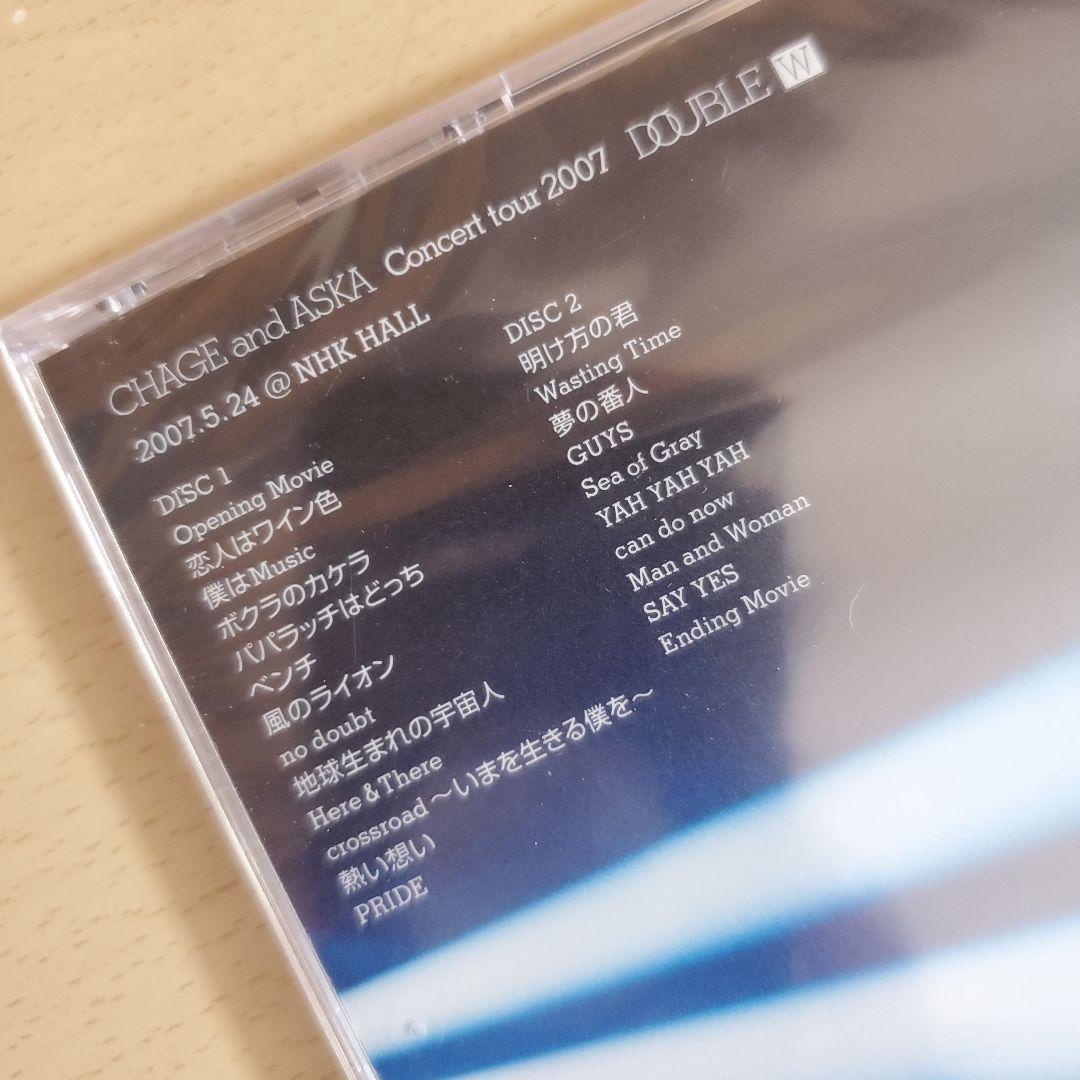 CHAGE and ASKA Concert tour 2007 DOUBLE W
2007.5.24 @ NHK HALL
DISC 1
Opening Movie
恋人はワイン色
僕はMusic
ボクラのカケラ
パパラッチはどっち
ベンチ
風のライオン
no doubt
地球生まれの宇宙人
Here & There
crossroad ～いまを生きる僕を～
熱い想い
PRIDE
DISC 2
明け方の君
Wasting Time
夢の番人
GUYS
Sea of Gray
YAH YAH YAH
can do now
Man and Woman
SAY YES
Ending Movie